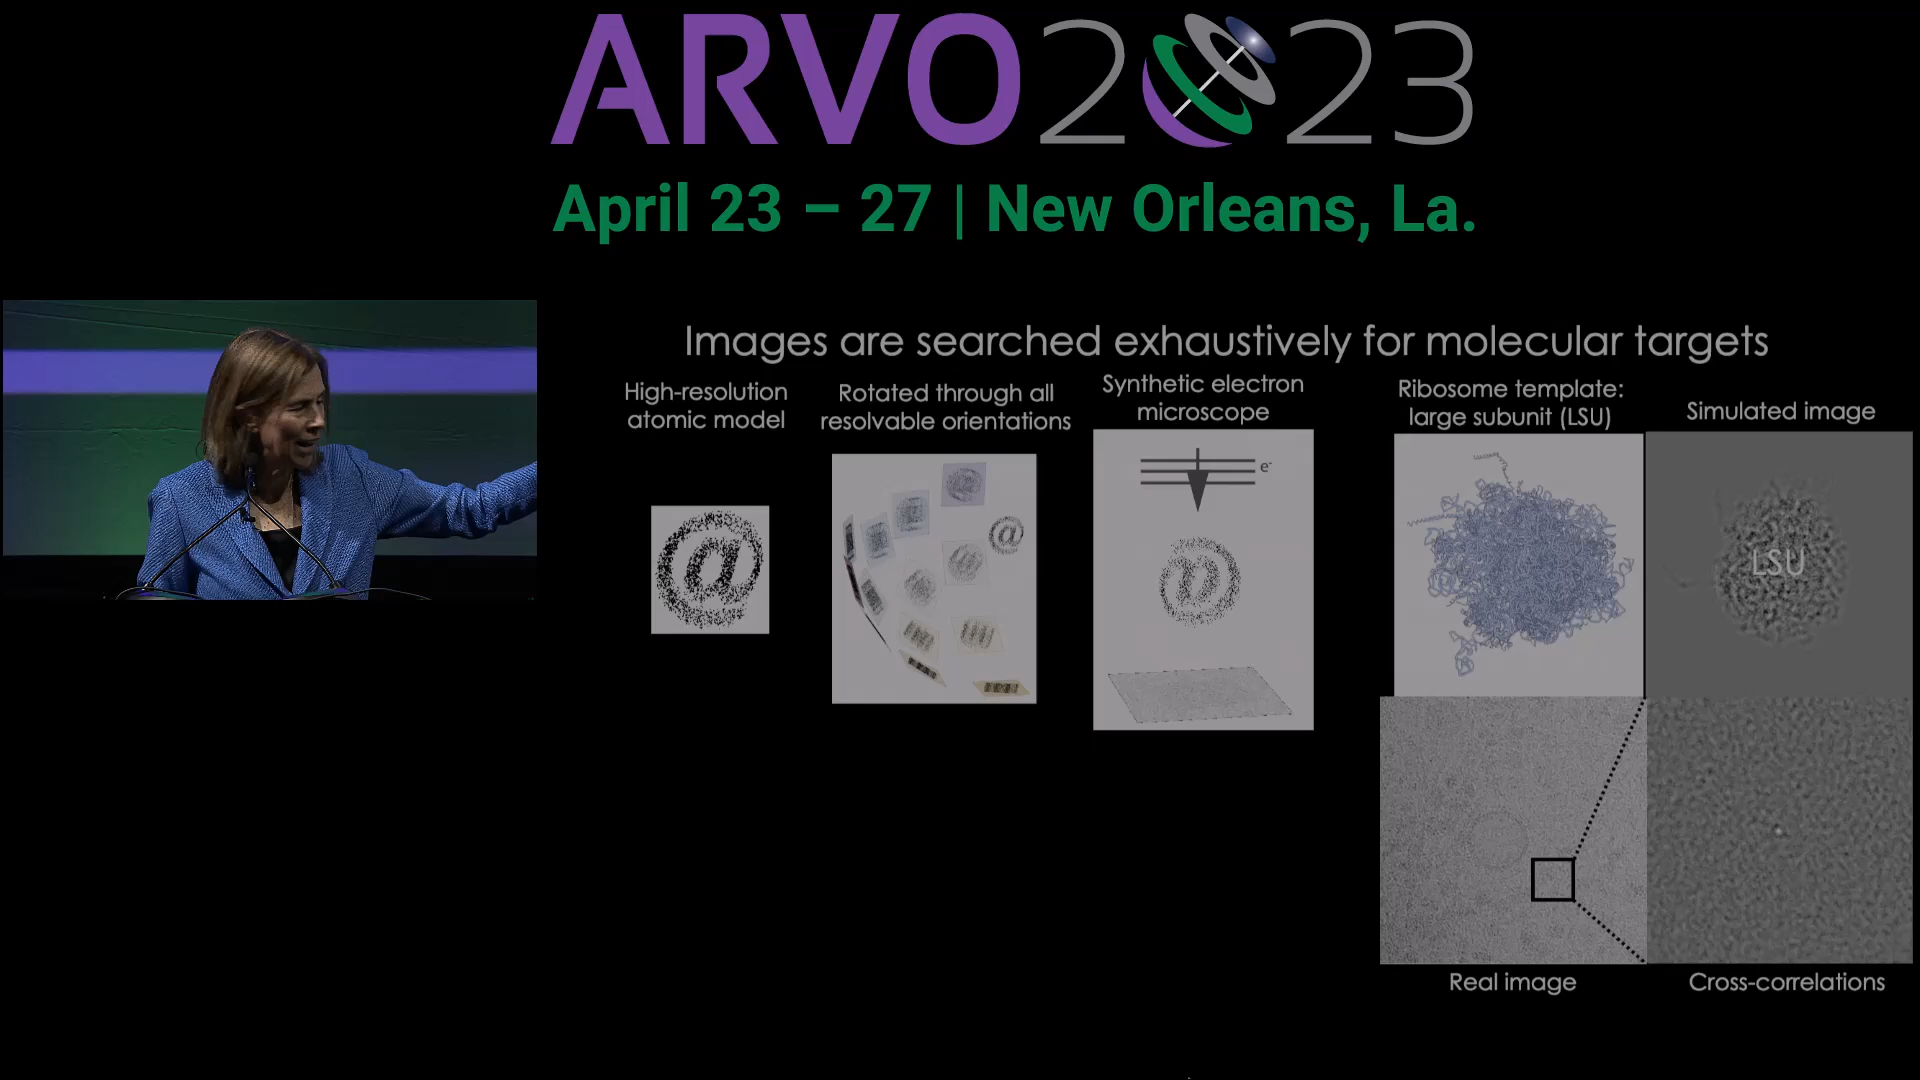 ARVO2023
April 23 – 27 | New Orleans, La.
Images are searched exhaustively for molecular targets
High-resolution
atomic model
Rotated through all
resolvable orientations
Synthetic electron
microscope
Ribosome template:
large subunit (LSU)
Simulated image
e-
@
@
LSU
Real image
Cross-correlations